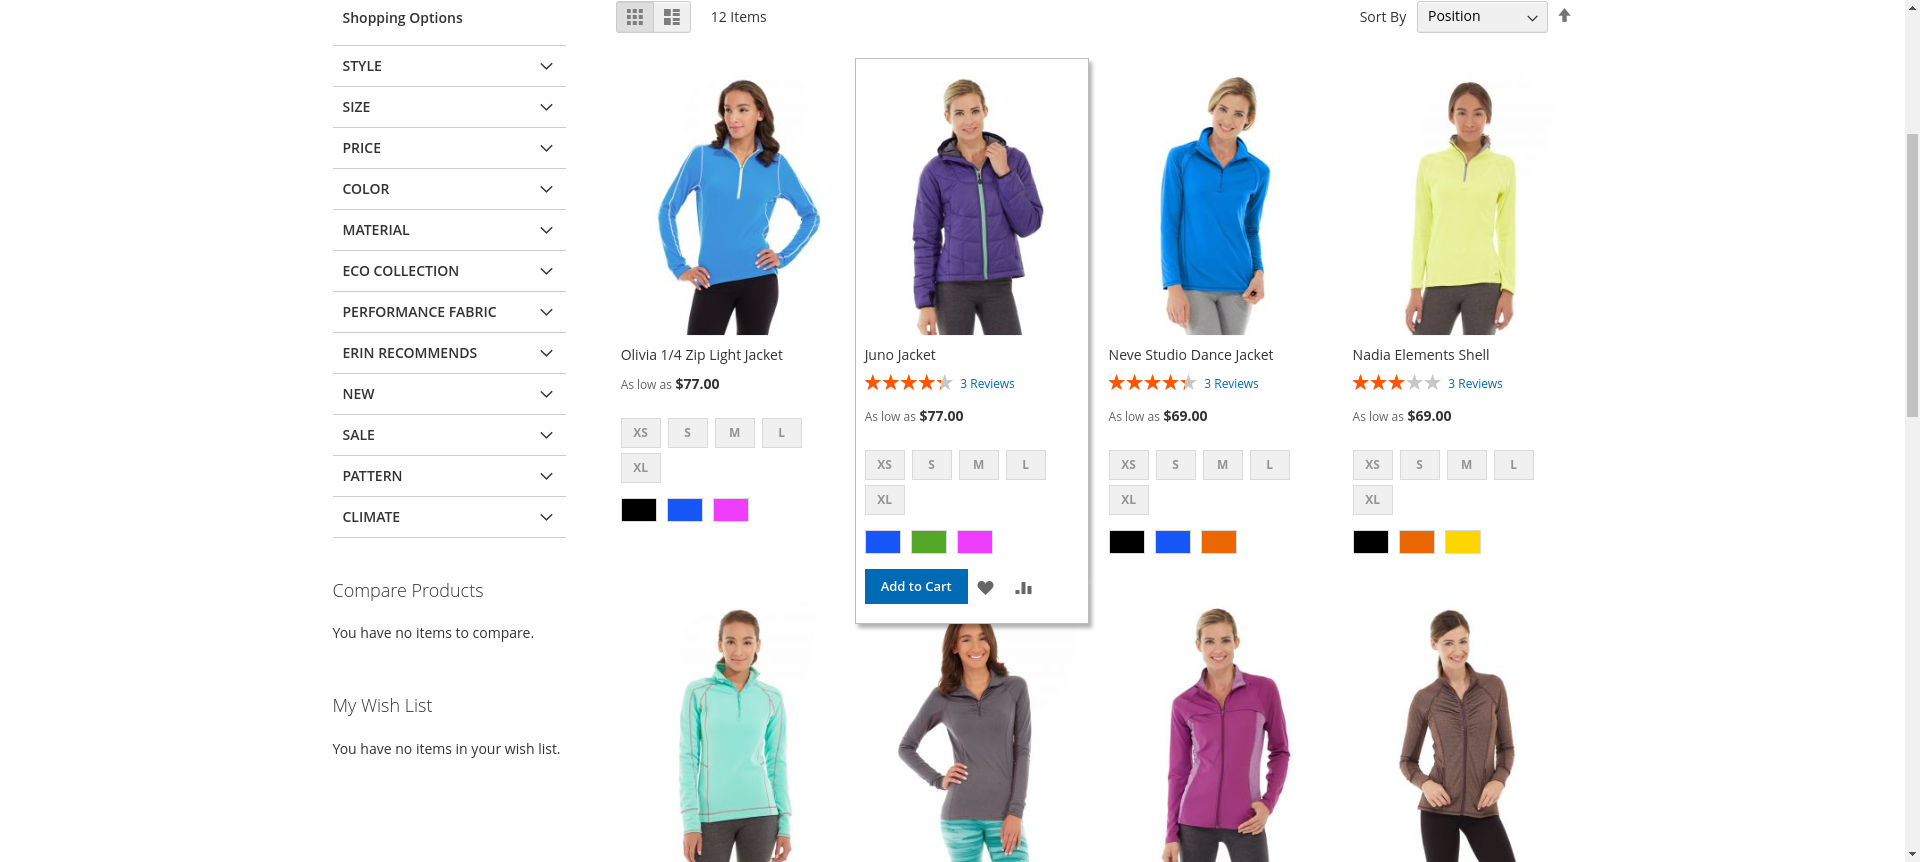 Shopping Options
STYLE
SIZE
PRICE
COLOR
MATERIAL
ECO COLLECTION
PERFORMANCE FABRIC
ERIN RECOMMENDS
NEW
SALE
PATTERN
CLIMATE
Compare Products
You have no items to compare.
My Wish List
You have no items in your wish list.
12 Items
Sort By Position
Olivia 1/4 Zip Light Jacket
As low as $77.00
XS S M L
XL
Juno Jacket
3 Reviews
As low as $77.00
XS S M L
XL
Add to Cart
Neve Studio Dance Jacket
3 Reviews
As low as $69.00
XS S M L
XL
Nadia Elements Shell
3 Reviews
As low as $69.00
XS S M L
XL